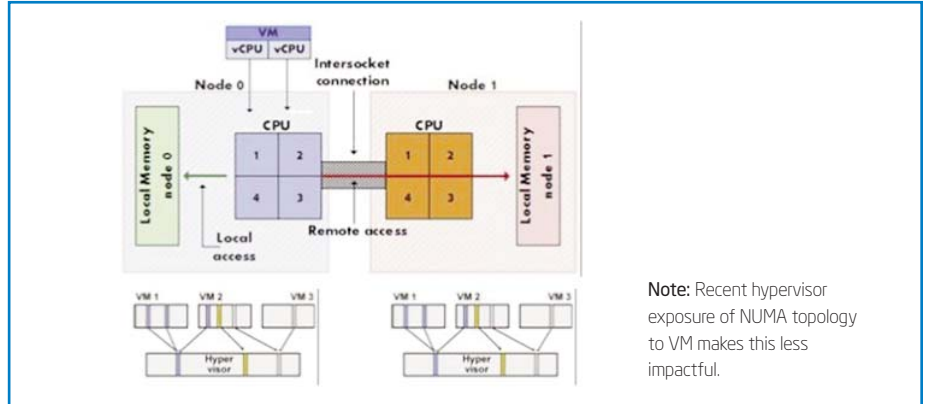 VM
vCPU vCPU
Intersocket
connection
Node 0
Node 1
CPU
CPU
Local Memory
node 0
1 2
4 3
1 2
4 3
Local Memory
node 1
Local
access
Remote access
VM 1 VM 2 VM 3
Hyper
visor
VM 1 VM 2 VM 3
Hyper
visor
Note: Recent hypervisor
exposure of NUMA topology
to VM makes this less
impactful.